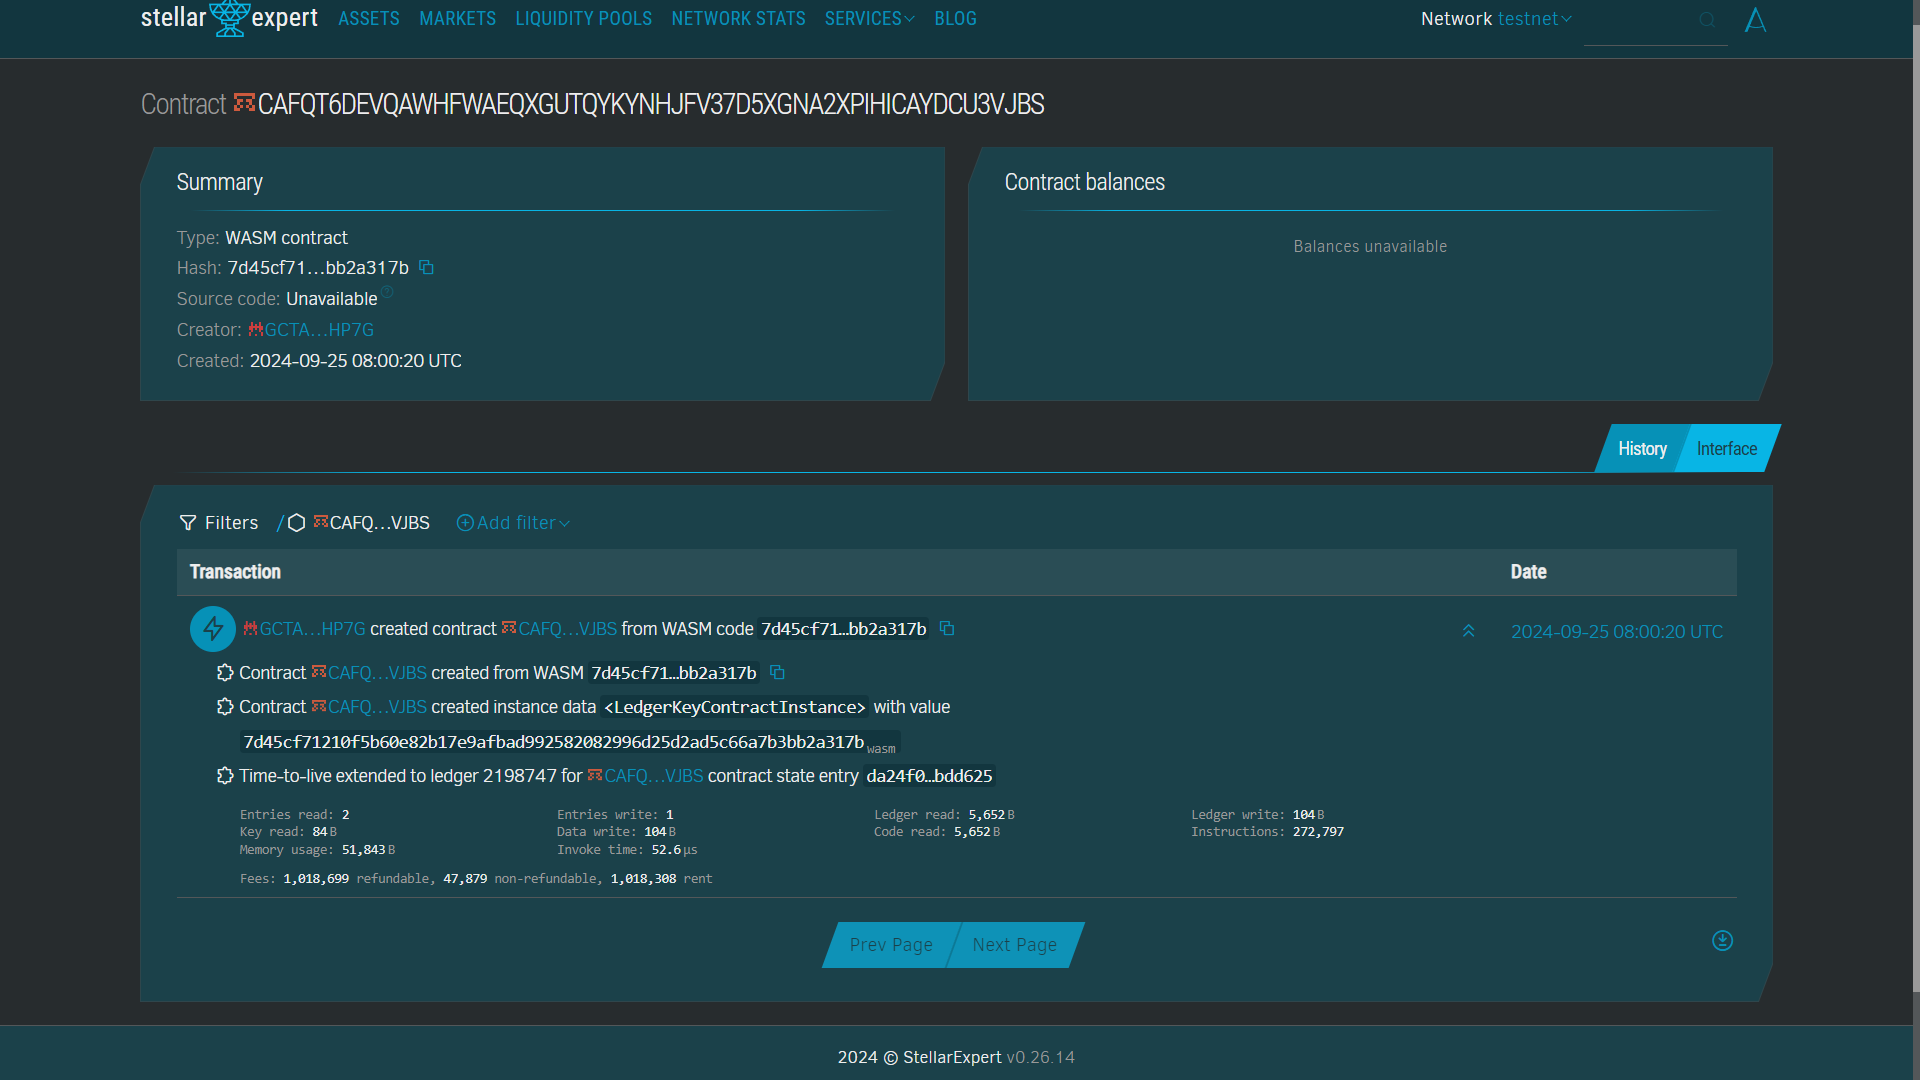 stellar expert ASSETS MARKETS LIQUIDITY POOLS NETWORK STATS SERVICES BLOG Network testnet
Contract CAFQT6DEVQAWHFWAEQXGUTQYKYNHJFV37D5XGNA2XPIHICAYDCU3VJBS
Summary
Type: WASM contract
Hash: 7d45cf71…bb2a317b
Source code: Unavailable
Creator: GCTA…HP7G
Created: 2024-09-25 08:00:20 UTC
Contract balances
Balances unavailable
History Interface
Filters / CAFQ…VJBS Add filter
Transaction Date
GCTA…HP7G created contract CAFQ…VJBS from WASM code 7d45cf71…bb2a317b 2024-09-25 08:00:20 UTC
Contract CAFQ…VJBS created from WASM 7d45cf71…bb2a317b
Contract CAFQ…VJBS created instance data <LedgerKeyContractInstance> with value
7d45cf71210f5b60e82b17e9afbad992582082996d25d2ad5c66a7b3bb2a317b wasm
Time-to-live extended to ledger 2198747 for CAFQ…VJBS contract state entry da24f0…bdd625
Entries read: 2 Entries write: 1 Ledger read: 5,652 B Ledger write: 104 B
Key read: 84 B Data write: 104 B Code read: 5,652 B Instructions: 272,797
Memory usage: 51,843 B Invoke time: 52.6 µs
Fees: 1,018,699 refundable, 47,879 non-refundable, 1,018,308 rent
Prev Page Next Page
2024 © StellarExpert v0.26.14